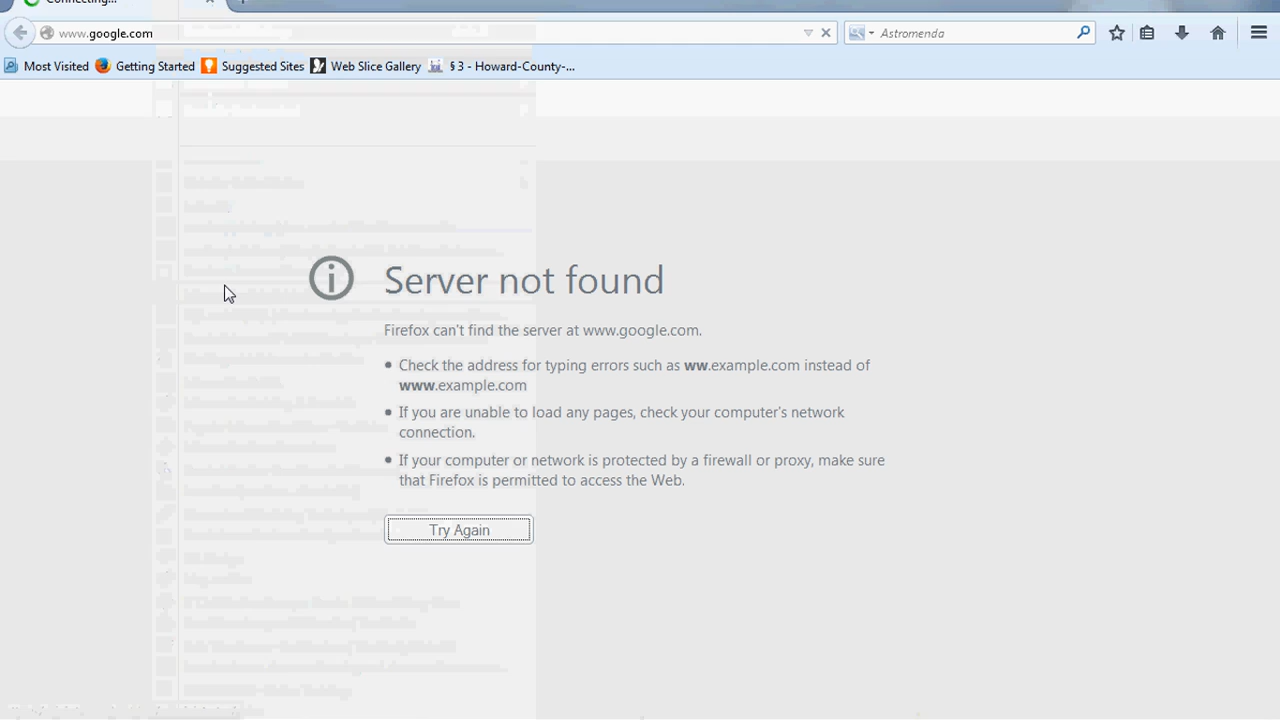 Connecting...
www.google.com
Astromenda
Most Visited
Getting Started
Suggested Sites
Web Slice Gallery
§ 3 - Howard-County-...
Server not found
Firefox can't find the server at www.google.com.
Check the address for typing errors such as ww.example.com instead of
www.example.com
If you are unable to load any pages, check your computer's network
connection.
If your computer or network is protected by a firewall or proxy, make sure
that Firefox is permitted to access the Web.
Try Again